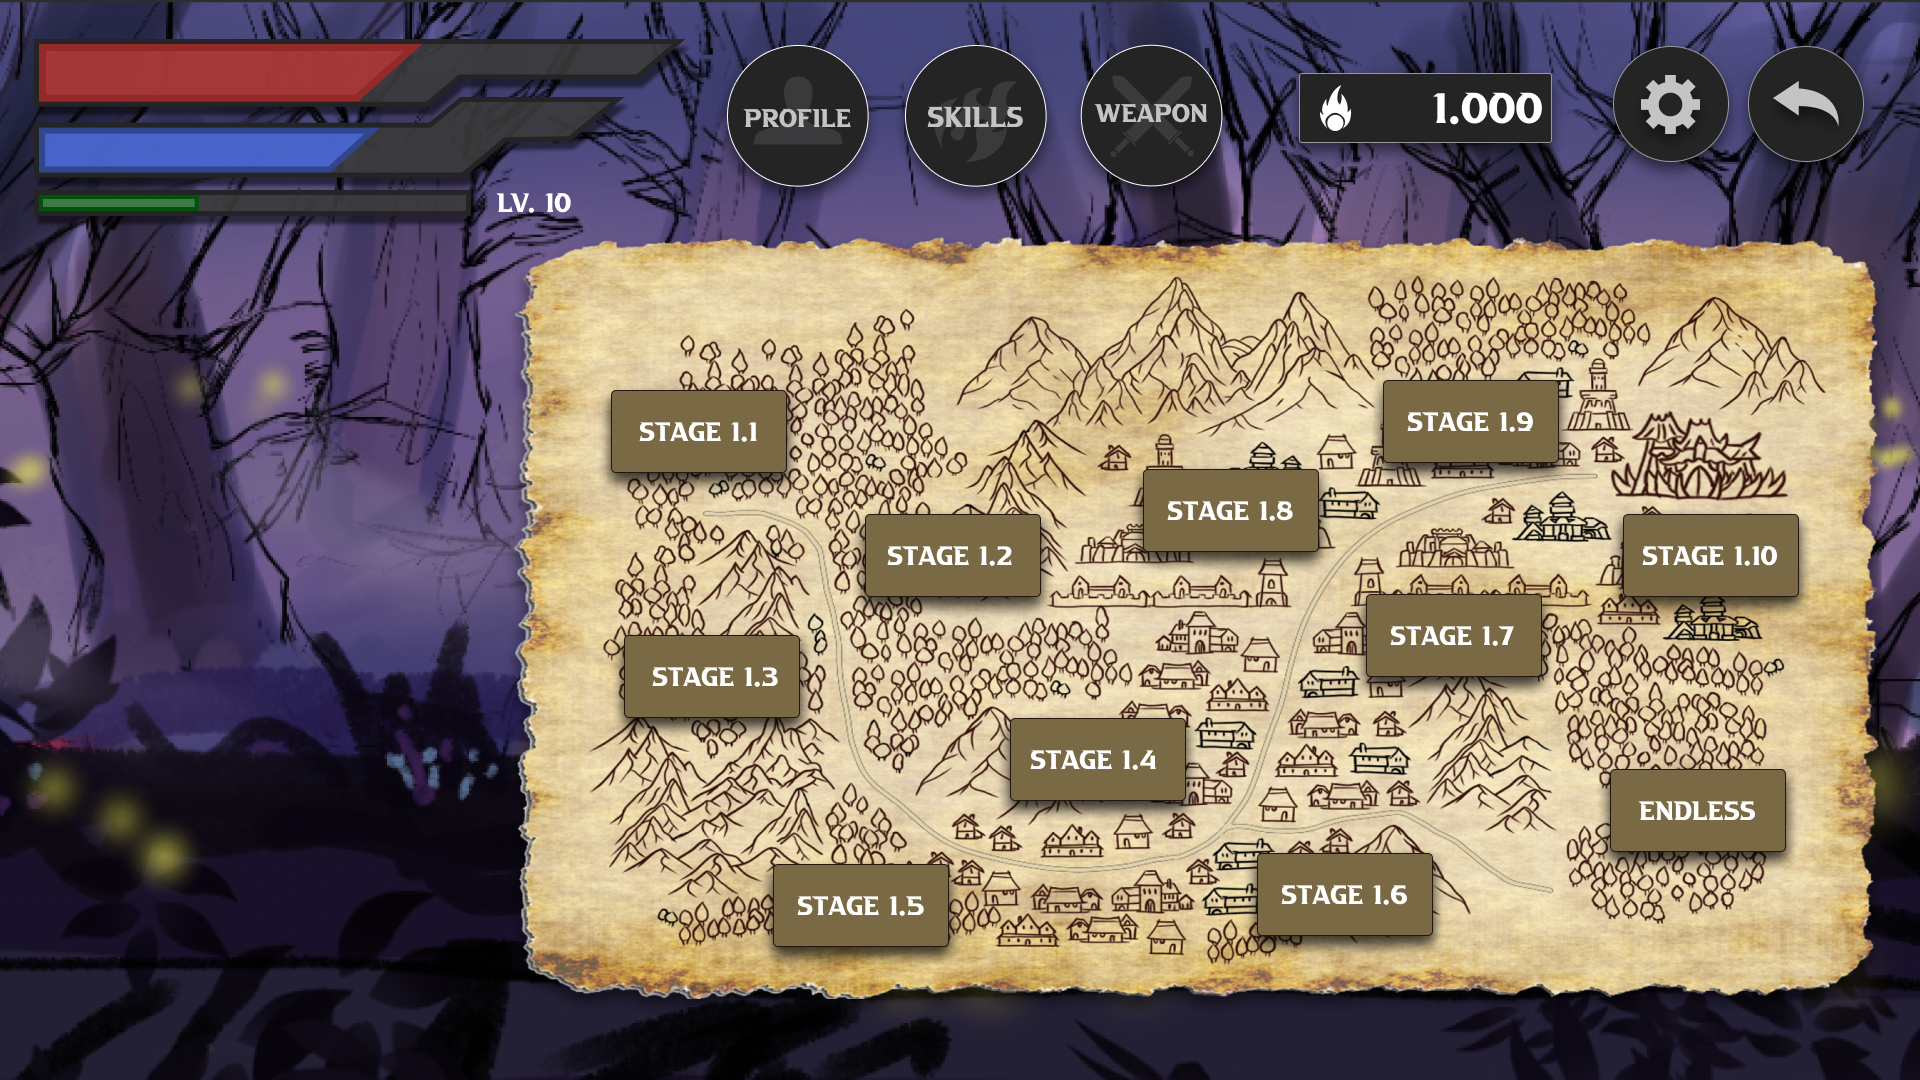 PROFILE
SKILLS
WEAPON
1.000
LV. 10
STAGE 1.1
STAGE 1.9
STAGE 1.8
STAGE 1.2
STAGE 1.10
STAGE 1.7
STAGE 1.3
STAGE 1.4
ENDLESS
STAGE 1.6
STAGE 1.5